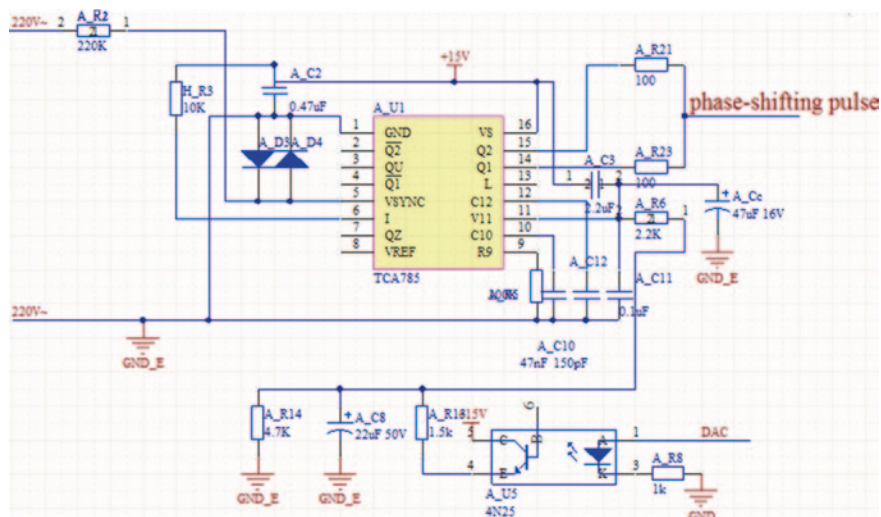 220V~
2
A_R2
1
220K
+15V
A_R21
100
phase-shifting pulse
H_R3
10K
A_C2
0.47uF
A_U1
A_D3
A_D4
1 GND VS 16
2 Q2 Q2 15
3 QU Q1 14
4 Q1 L 13
5 VSYNC C12 12
6 I V11 11
7 QZ C10 10
8 VREF R9 9
TCA785
A_R23
100
1
A_C3
2
2.2uF
A_R6
1
2.2K
A_Cc
47uF 16V
GND_E
A_C12
A_C11
0.1uF
A_C10
47nF 150pF
220V~
GND_E
A_R14
4.7K
GND_E
A_C8
22uF 50V
GND_E
1.5k
5
4
6
C
B
E
A
K
1
3
DAC
A_R8
1k
GND
A_U5
4N25